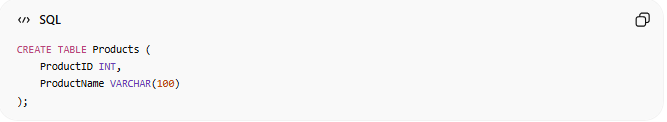 </> SQL
CREATE TABLE Products (
    ProductID INT,
    ProductName VARCHAR(100)
);